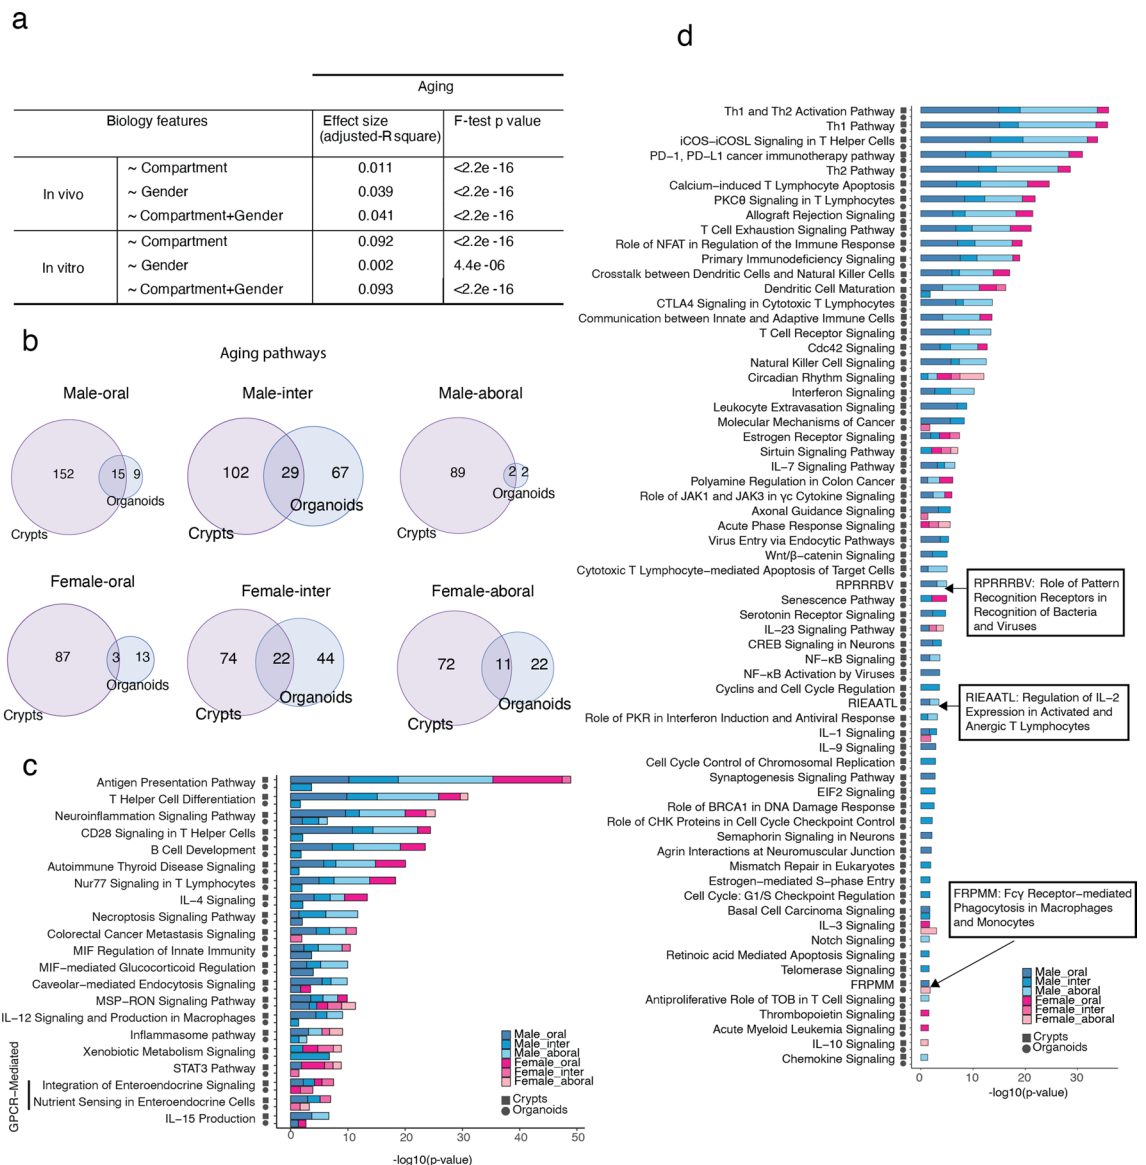 a
Aging
Biology features
Effect size
(adjusted-R square)
F-test p value
In vivo
~ Compartment
0.011
<2.2e -16
~ Gender
0.039
<2.2e -16
~ Compartment+Gender
0.041
<2.2e -16
In vitro
~ Compartment
0.092
<2.2e -16
~ Gender
0.002
4.4e -06
~ Compartment+Gender
0.093
<2.2e -16
b
Aging pathways
Male-oral
152
15
9
Organoids
Crypts
Male-inter
102
29
67
Organoids
Crypts
Male-aboral
89
2
2
Organoids
Crypts
Female-oral
87
3
13
Organoids
Crypts
Female-inter
74
22
44
Organoids
Crypts
Female-aboral
72
11
22
Organoids
Crypts
c
Antigen Presentation Pathway
T Helper Cell Differentiation
Neuroinflammation Signaling Pathway
CD28 Signaling in T Helper Cells
B Cell Development
Autoimmune Thyroid Disease Signaling
Nur77 Signaling in T Lymphocytes
IL−4 Signaling
Necroptosis Signaling Pathway
Colorectal Cancer Metastasis Signaling
MIF Regulation of Innate Immunity
MIF−mediated Glucocorticoid Regulation
Caveolar−mediated Endocytosis Signaling
MSP−RON Signaling Pathway
IL−12 Signaling and Production in Macrophages
Inflammasome pathway
Xenobiotic Metabolism Signaling
STAT3 Pathway
GPCR−Mediated
Integration of Enteroendocrine Signaling
Nutrient Sensing in Enteroendocrine Cells
IL−15 Production
Male_oral
Male_inter
Male_aboral
Female_oral
Female_inter
Female_aboral
Crypts
Organoids
0
10
20
30
40
50
-log10(p-value)
d
Th1 and Th2 Activation Pathway
Th1 Pathway
iCOS−iCOSL Signaling in T Helper Cells
PD−1, PD−L1 cancer immunotherapy pathway
Th2 Pathway
Calcium−induced T Lymphocyte Apoptosis
PKCθ Signaling in T Lymphocytes
Allograft Rejection Signaling
T Cell Exhaustion Signaling Pathway
Role of NFAT in Regulation of the Immune Response
Primary Immunodeficiency Signaling
Crosstalk between Dendritic Cells and Natural Killer Cells
Dendritic Cell Maturation
CTLA4 Signaling in Cytotoxic T Lymphocytes
Communication between Innate and Adaptive Immune Cells
T Cell Receptor Signaling
Cdc42 Signaling
Natural Killer Cell Signaling
Circadian Rhythm Signaling
Interferon Signaling
Leukocyte Extravasation Signaling
Molecular Mechanisms of Cancer
Estrogen Receptor Signaling
Sirtuin Signaling Pathway
IL−7 Signaling Pathway
Polyamine Regulation in Colon Cancer
Role of JAK1 and JAK3 in γc Cytokine Signaling
Axonal Guidance Signaling
Acute Phase Response Signaling
Virus Entry via Endocytic Pathways
Wnt/β−catenin Signaling
Cytotoxic T Lymphocyte−mediated Apoptosis of Target Cells
RPRRRBV
Senescence Pathway
Serotonin Receptor Signaling
IL−23 Signaling Pathway
CREB Signaling in Neurons
NF−κB Signaling
NF−κB Activation by Viruses
Cyclins and Cell Cycle Regulation
RIEAATL
Role of PKR in Interferon Induction and Antiviral Response
IL−1 Signaling
IL−9 Signaling
Cell Cycle Control of Chromosomal Replication
Synaptogenesis Signaling Pathway
EIF2 Signaling
Role of BRCA1 in DNA Damage Response
Role of CHK Proteins in Cell Cycle Checkpoint Control
Semaphorin Signaling in Neurons
Agrin Interactions at Neuromuscular Junction
Mismatch Repair in Eukaryotes
Estrogen−mediated S−phase Entry
Cell Cycle: G1/S Checkpoint Regulation
Basal Cell Carcinoma Signaling
IL−3 Signaling
Notch Signaling
Retinoic acid Mediated Apoptosis Signaling
Telomerase Signaling
FRPMM
Antiproliferative Role of TOB in T Cell Signaling
Thrombopoietin Signaling
Acute Myeloid Leukemia Signaling
IL−10 Signaling
Chemokine Signaling
RPRRRBV: Role of Pattern
Recognition Receptors in
Recognition of Bacteria
and Viruses
RIEAATL: Regulation of IL−2
Expression in Activated and
Anergic T Lymphocytes
FRPMM: Fcγ Receptor−mediated
Phagocytosis in Macrophages
and Monocytes
Male_oral
Male_inter
Male_aboral
Female_oral
Female_inter
Female_aboral
Crypts
Organoids
0
10
20
30
-log10(p-value)